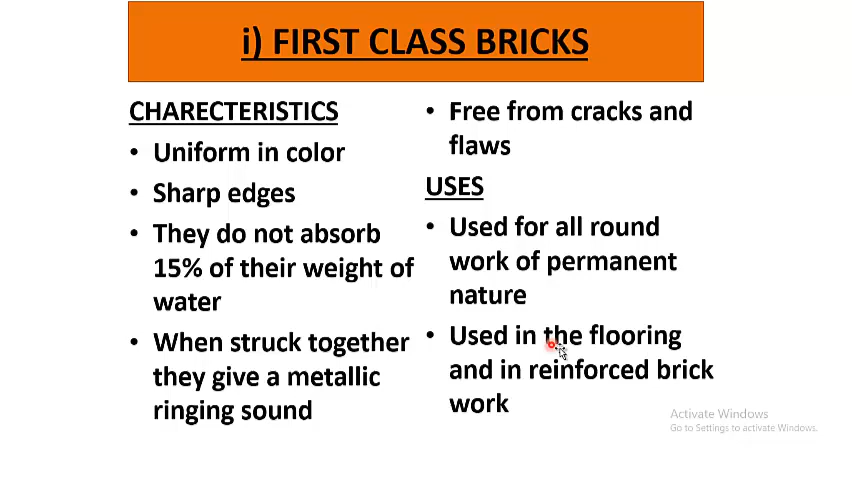 i) FIRST CLASS BRICKS
CHARECTERISTICS
• Uniform in color
• Sharp edges
• They do not absorb
15% of their weight of
water
• When struck together
they give a metallic
ringing sound
• Free from cracks and
flaws
USES
• Used for all round
work of permanent
nature
• Used in the flooring
and in reinforced brick
work
Activate Windows
Go to Settings to activate Windows.